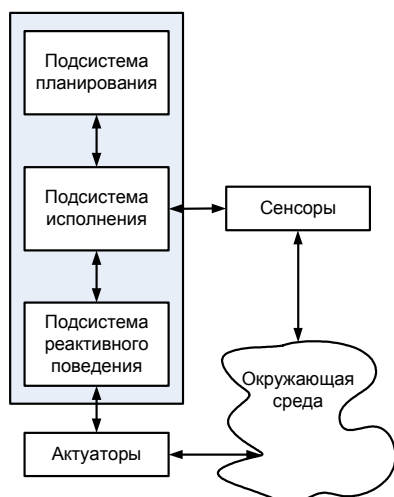 Подсистема
планирования
Подсистема
исполнения
Сенсоры
Подсистема
реактивного
поведения
Окружающая
среда
Актуаторы